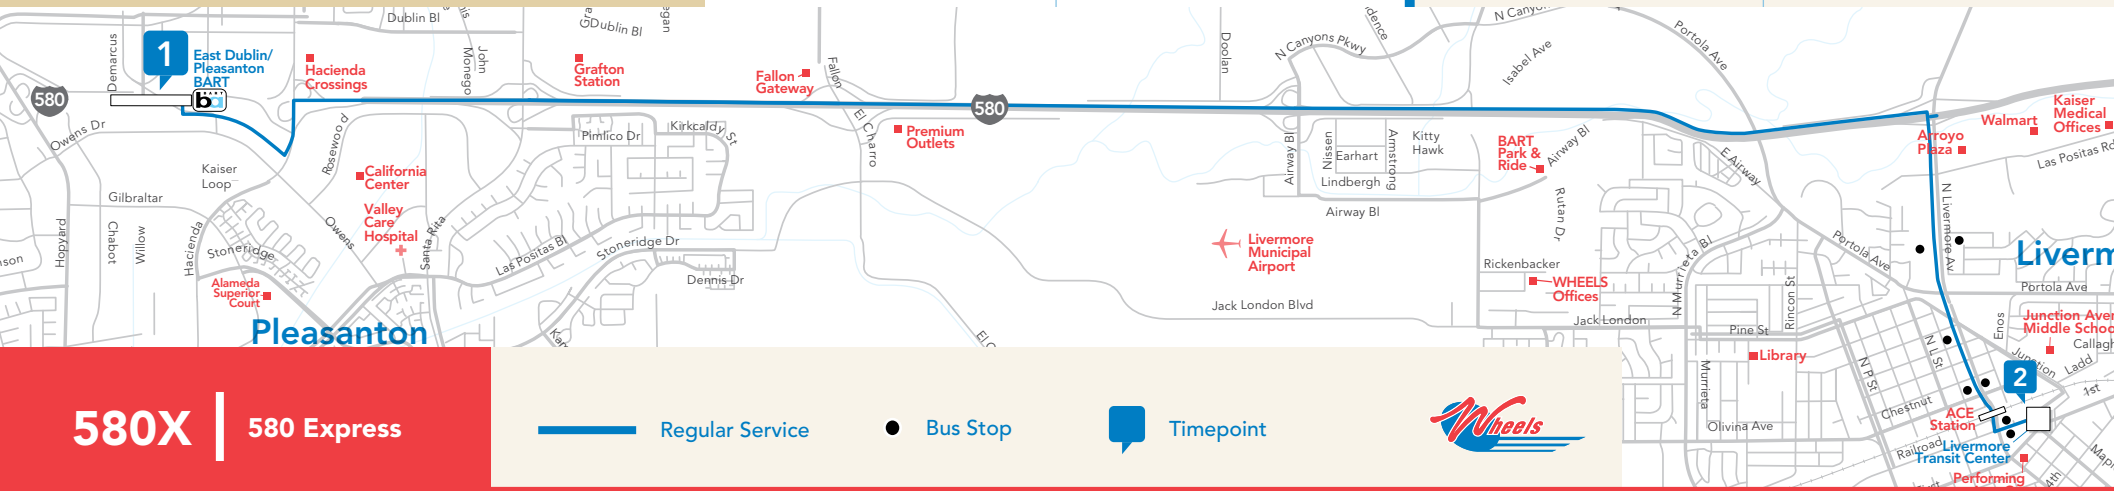 Dublin Bl
Dublin Bl
Demarcus
1
East Dublin/
Pleasanton
BART
580
Hacienda
Crossings
John
Monego
Grafton
Station
Fallon
Gateway
Fallon
El Charro
Premium
Outlets
580
Doolan
N Canyons Pkwy
N Canyo
Isabel Ave
Portola Ave
Owens Dr
Rosewood
Kaiser
Loop
California
Center
Gilbraltar
Valley
Care
Hospital
Hopyard
Chabot
Willow
Hacienda
Stoneridge
Owens
Santa Rita
Alameda
Superior
Court
Pleasanton
Pimlico Dr
Kirkcaldy St
Las Positas Bl
Stoneridge Dr
Dennis Dr
Airway Bl
Nissen
Earhart
Lindbergh
Armstrong
Kitty
Hawk
Airway Bl
BART
Park &
Ride
Airway Bl
Rutan Dr
E Airway
Livermore
Municipal
Airport
Jack London Blvd
Rickenbacker
WHEELS
Offices
Jack London
N Murrieta Bl
Rincon St
Pine St
Library
Murrieta
Olivina Ave
Portola Ave
Arroyo
Plaza
Walmart
Kaiser
Medical
Offices
Las Positas Rd
N Livermore Av
Liverm
Portola Ave
Enos
Junction Aven
Middle Schoo
Callagh
Junction
Ladd
1st
N L St
N P St
2
Chestnut
ACE
Station
Railroad
Livermore
Transit Center
Performing
4th
580X
580 Express
Regular Service
Bus Stop
Timepoint
Wheels